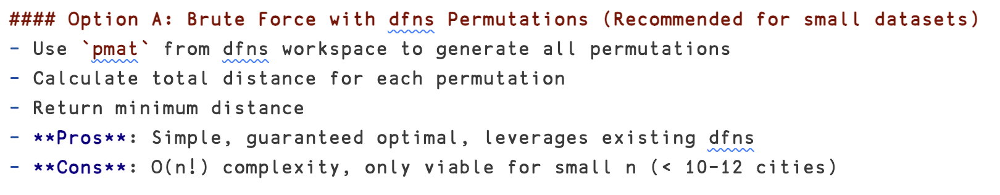 #### Option A: Brute Force with dfns Permutations (Recommended for small datasets)
- Use `pmat` from dfns workspace to generate all permutations
- Calculate total distance for each permutation
- Return minimum distance
- **Pros**: Simple, guaranteed optimal, leverages existing dfns
- **Cons**: O(n!) complexity, only viable for small n (< 10-12 cities)